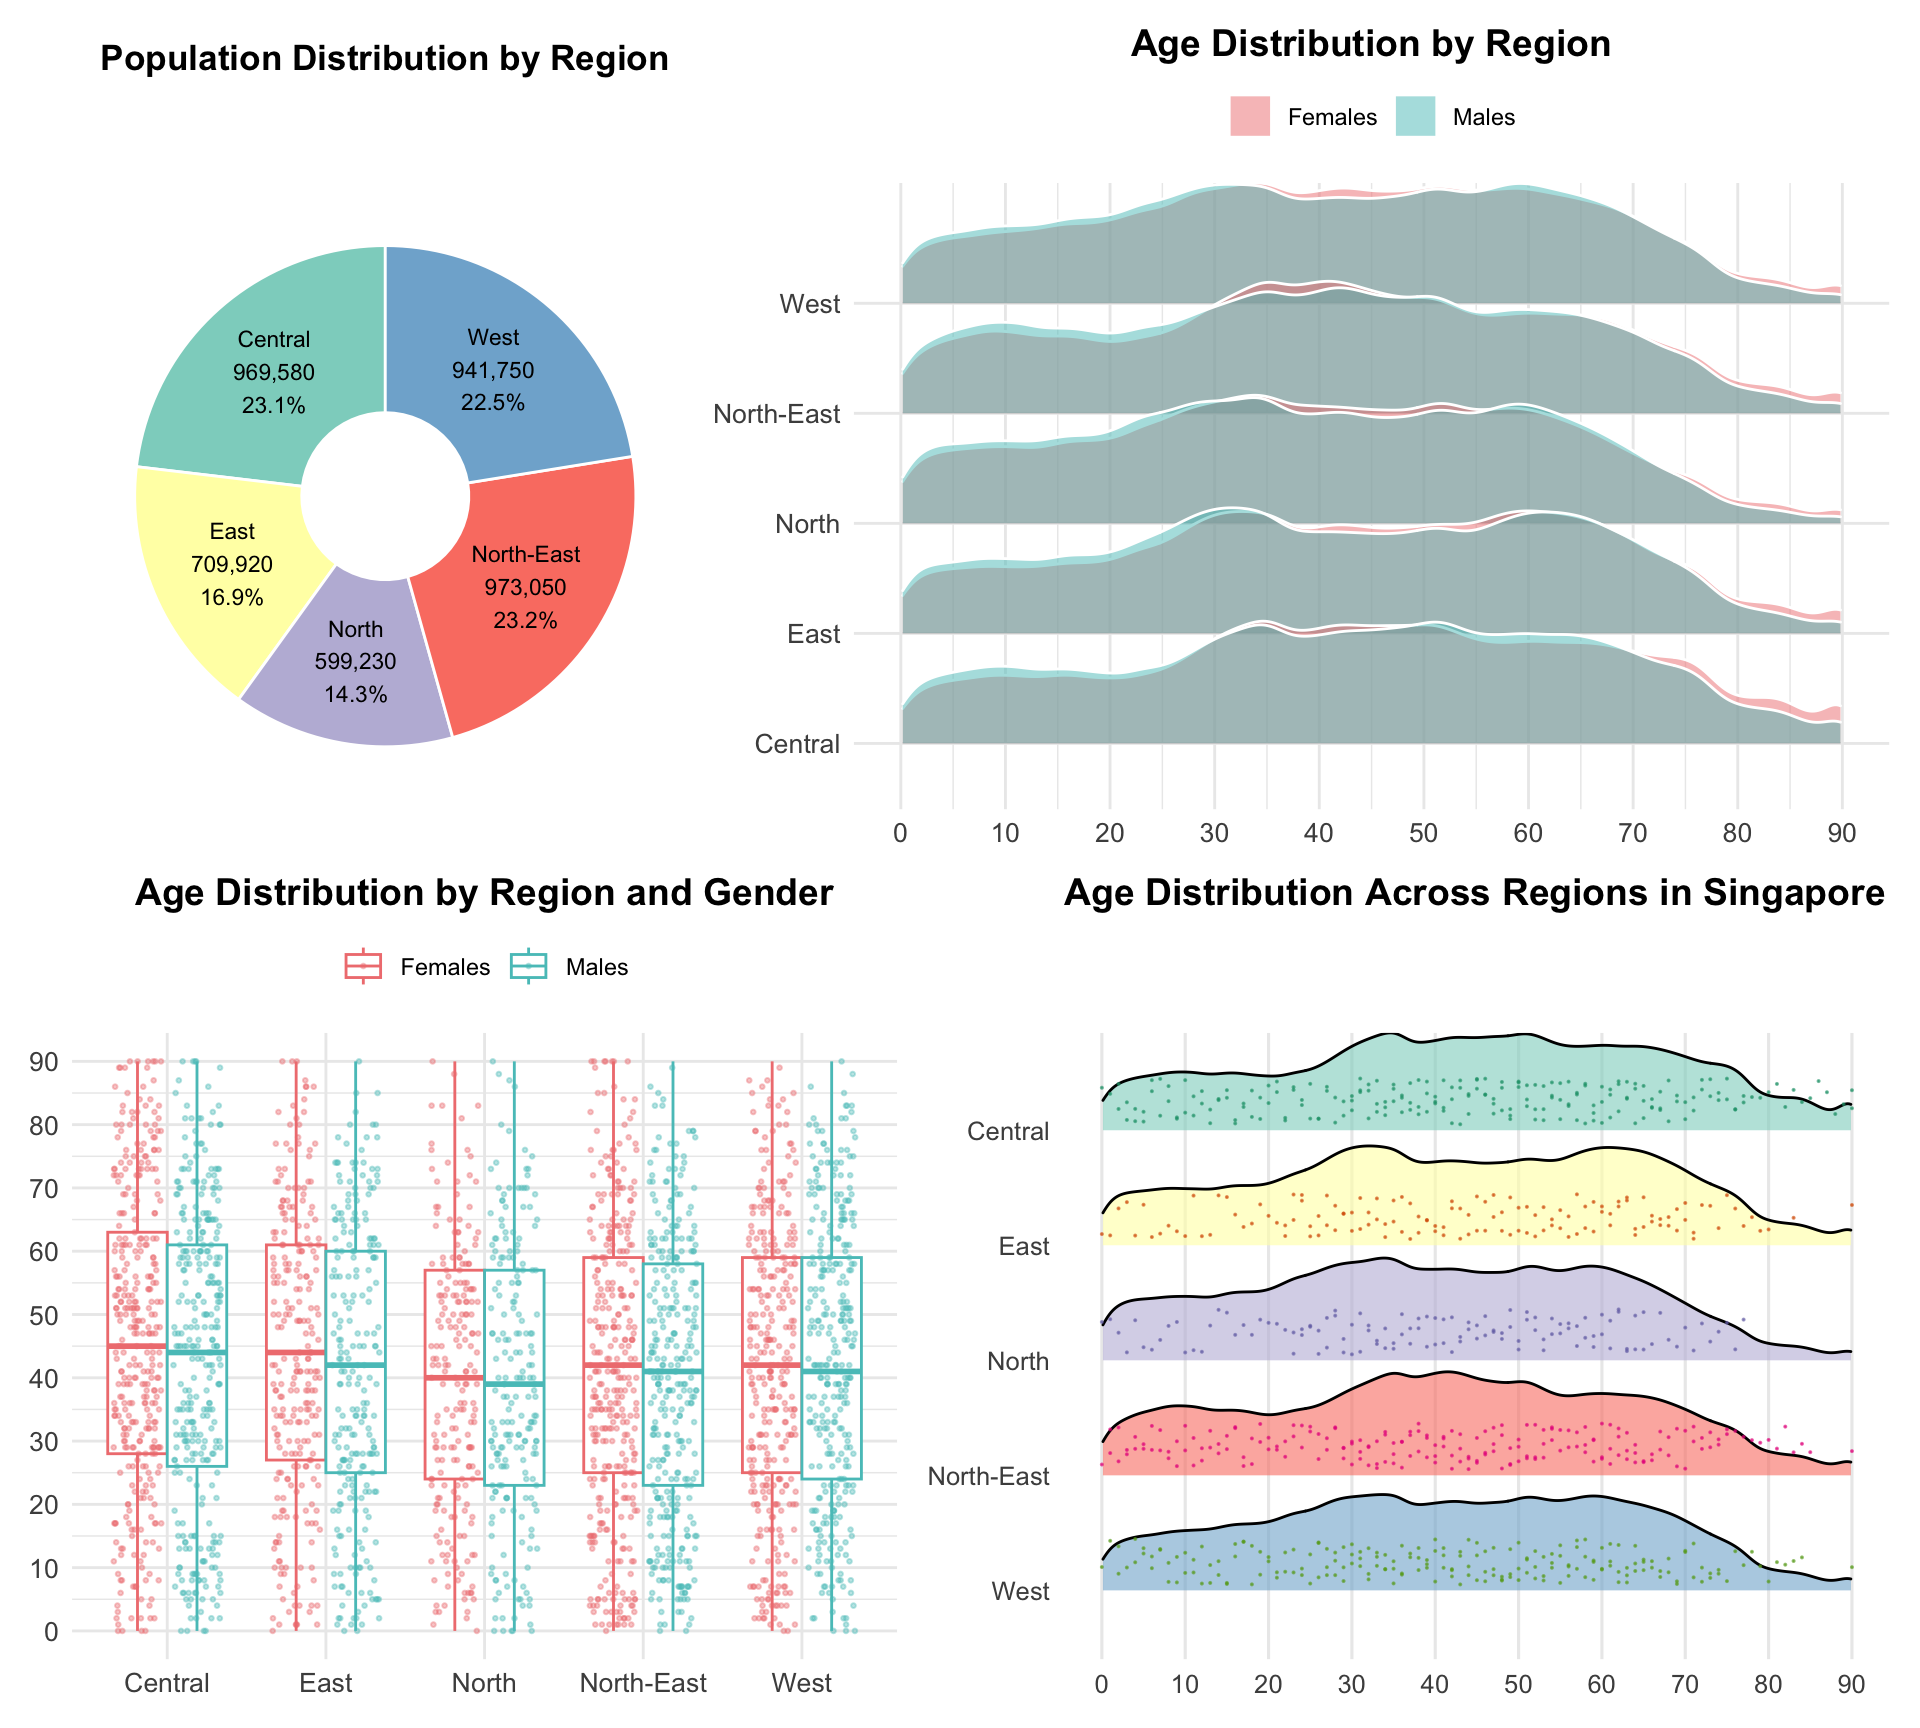 Population Distribution by Region
Central
969,580
23.1%
West
941,750
22.5%
East
709,920
16.9%
North-East
973,050
23.2%
North
599,230
14.3%
Age Distribution by Region
Females
Males
West
North-East
North
East
Central
0 10 20 30 40 50 60 70 80 90
Age Distribution by Region and Gender
Females
Males
90
80
70
60
50
40
30
20
10
0
Central East North North-East West
Age Distribution Across Regions in Singapore
Central
East
North
North-East
West
0 10 20 30 40 50 60 70 80 90